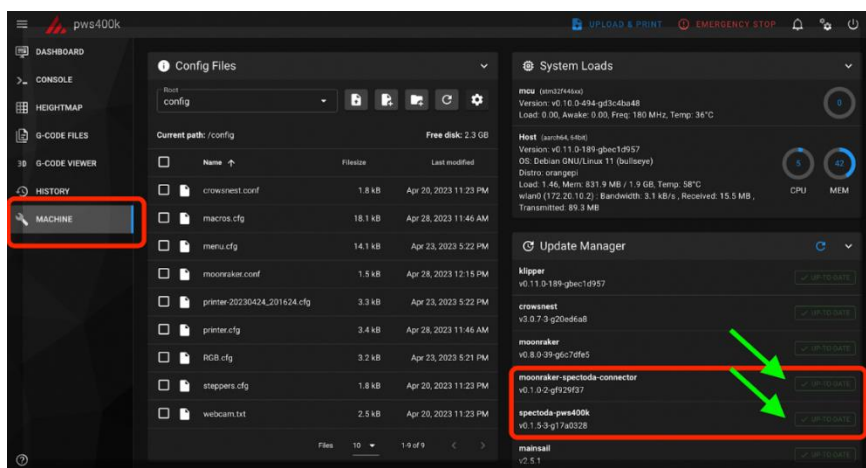 pws400k
UPLOAD & PRINT
EMERGENCY STOP
DASHBOARD
CONSOLE
HEIGHTMAP
G-CODE FILES
3D G-CODE VIEWER
HISTORY
MACHINE
Config Files
Root
config
Current path: /config
Free disk: 2.3 GB
Name Filesize Last modified
crowsnest.conf 1.8 kB Apr 20, 2023 11:23 PM
macros.cfg 18.1 kB Apr 28, 2023 11:46 AM
menu.cfg 14.1 kB Apr 23, 2023 5:22 PM
moonraker.conf 1.5 kB Apr 28, 2023 12:15 PM
printer-20230424_201624.cfg 3.3 kB Apr 23, 2023 5:22 PM
printer.cfg 3.4 kB Apr 28, 2023 11:46 AM
RGB.cfg 3.2 kB Apr 23, 2023 5:21 PM
steppers.cfg 1.8 kB Apr 20, 2023 11:23 PM
webcam.txt 2.5 kB Apr 20, 2023 11:23 PM
Files 10 1-9 of 9
System Loads
mcu (stm32f446xx)
Version: v0.10.0-494-gd3c4ba48
Load: 0.00, Awake: 0.00, Freq: 180 MHz, Temp: 36°C
0
Host (aarch64, 64bit)
Version: v0.11.0-189-gbec1d957
OS: Debian GNU/Linux 11 (bullseye)
Distro: orangepi
Load: 1.46, Mem: 831.9 MB / 1.9 GB, Temp: 58°C
wlan0 (172.20.10.2) : Bandwidth: 3.1 kB/s , Received: 15.5 MB ,
Transmitted: 89.3 MB
5 42
CPU MEM
Update Manager
klipper
v0.11.0-189-gbec1d957
UP-TO-DATE
crowsnest
v3.0.7-3-g20ed6a8
UP-TO-DATE
moonraker
v0.8.0-39-g6c7dfe5
UP-TO-DATE
moonraker-spectoda-connector
v0.1.0-2-gf929f37
UP-TO-DATE
spectoda-pws400k
v0.1.5-3-g17a0328
UP-TO-DATE
mainsail
v2.5.1
UP-TO-DATE